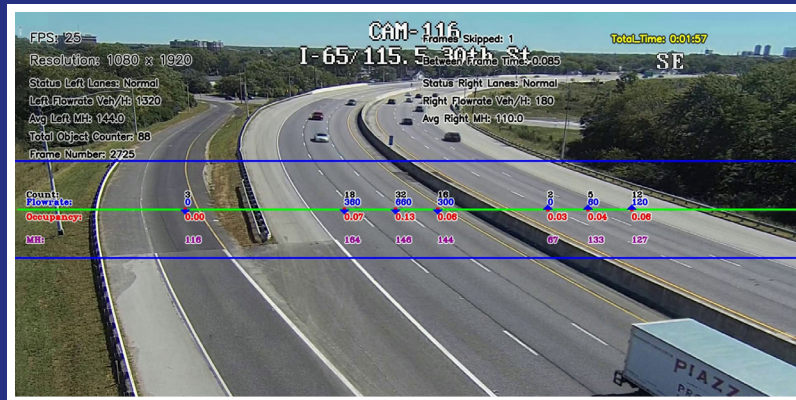 FPS: 25
CAM-116
Frames Skipped: 1
Total_Time: 0:01:57
Resolution: 1080 x 1920
I-65/115.5 30th St
Between Frame Time: 0.085
SE
Status Left Lanes: Normal
Status Right Lanes: Normal
Left Flowrate Veh/H: 1320
Right Flowrate Veh/H: 180
Avg Left MH: 144.0
Avg Right MH: 110.0
Total Object Counter: 88
Frame Number: 2725
Count: 3 18 32 16 2 5 12
Flowrate: 0 360 660 300 0 60 120
Occupancy: 0.00 0.07 0.13 0.06 0.03 0.04 0.06
MH: 116 164 146 144 67 133 127
PIAZZ